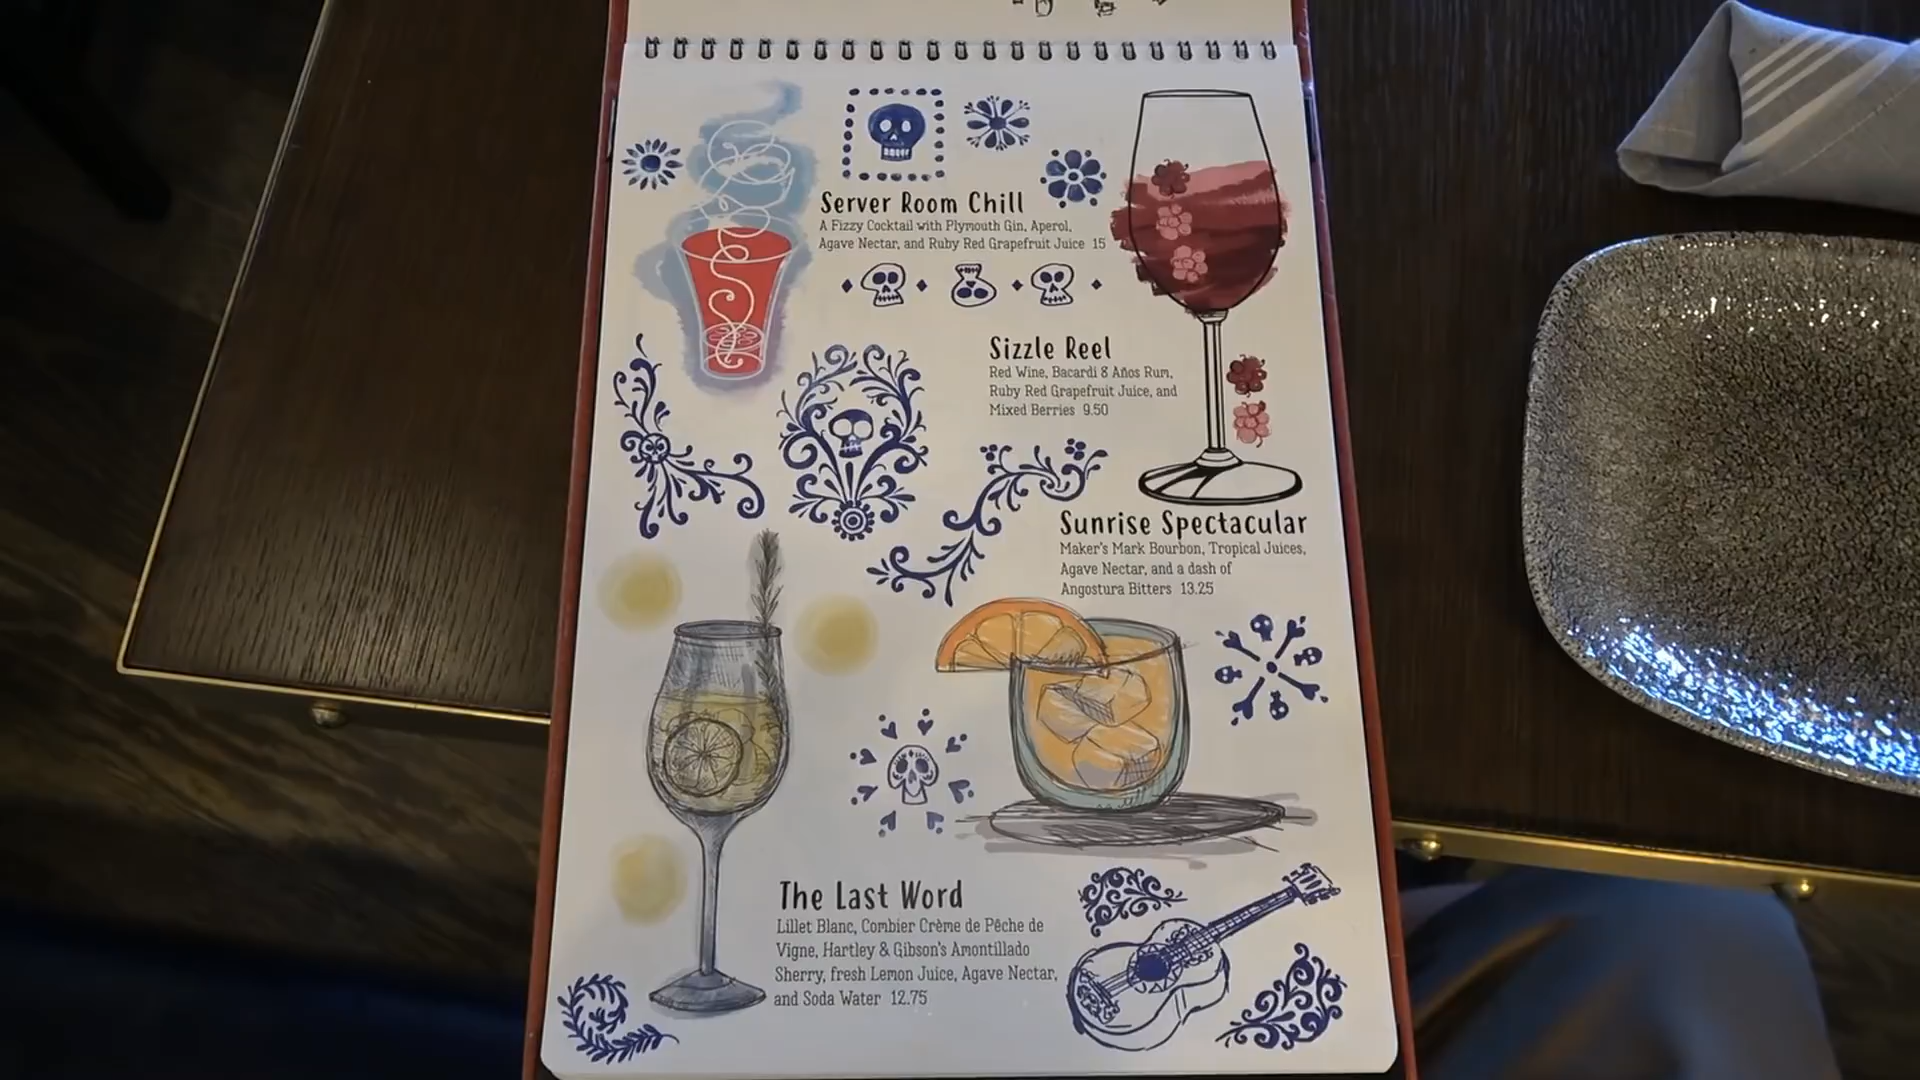 Server Room Chill
A Fizzy Cocktail with Plymouth Gin, Aperol,
Agave Nectar, and Ruby Red Grapefruit Juice 15
Sizzle Reel
Red Wine, Bacardi 8 Años Rum,
Ruby Red Grapefruit Juice, and
Mixed Berries 9.50
Sunrise Spectacular
Maker's Mark Bourbon, Tropical Juices,
Agave Nectar, and a dash of
Angostura Bitters 13.25
The Last Word
Lillet Blanc, Combier Crème de Pêche de
Vigne, Hartley & Gibson's Amontillado
Sherry, fresh Lemon Juice, Agave Nectar,
and Soda Water 12.75